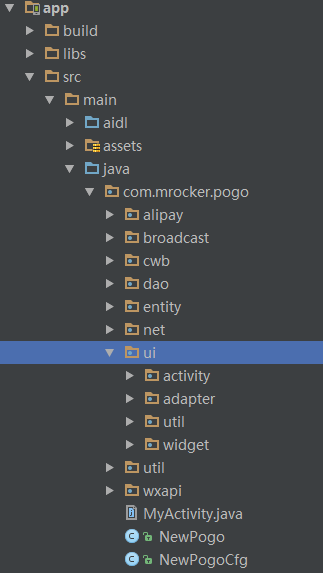 app
build
libs
src
main
aidl
assets
java
com.mrocker.pogo
alipay
broadcast
cwb
dao
entity
net
ui
activity
adapter
util
widget
util
wxapi
MyActivity.java
NewPogo
NewPogoCfg